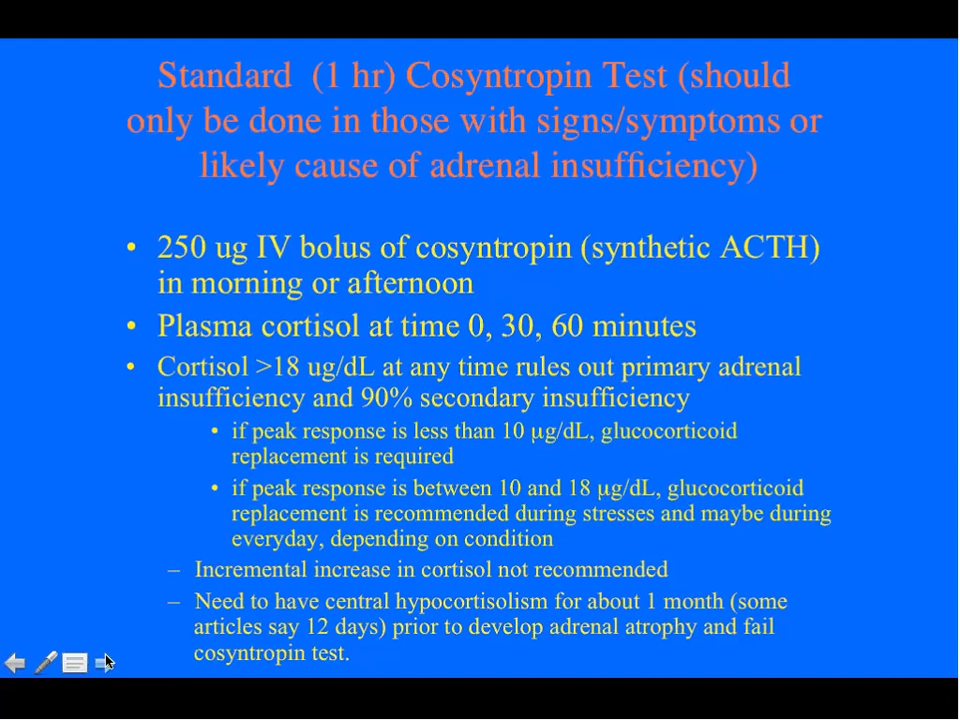 Standard (1 hr) Cosyntropin Test (should
only be done in those with signs/symptoms or
likely cause of adrenal insufficiency)
• 250 ug IV bolus of cosyntropin (synthetic ACTH)
in morning or afternoon
• Plasma cortisol at time 0, 30, 60 minutes
• Cortisol >18 ug/dL at any time rules out primary adrenal
insufficiency and 90% secondary insufficiency
• if peak response is less than 10 µg/dL, glucocorticoid
replacement is required
• if peak response is between 10 and 18 µg/dL, glucocorticoid
replacement is recommended during stresses and maybe during
everyday, depending on condition
– Incremental increase in cortisol not recommended
– Need to have central hypocortisolism for about 1 month (some
articles say 12 days) prior to develop adrenal atrophy and fail
cosyntropin test.